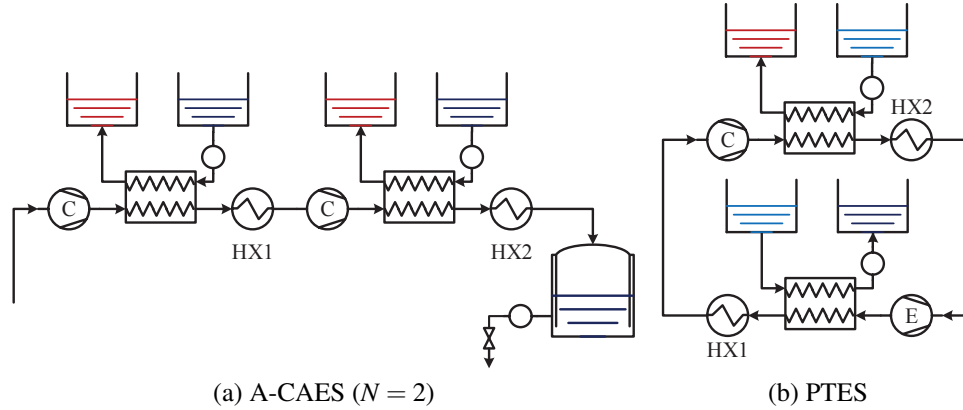 HX2
C
C
C
HX1
HX2
E
HX1
(a) A-CAES (N = 2)
(b) PTES